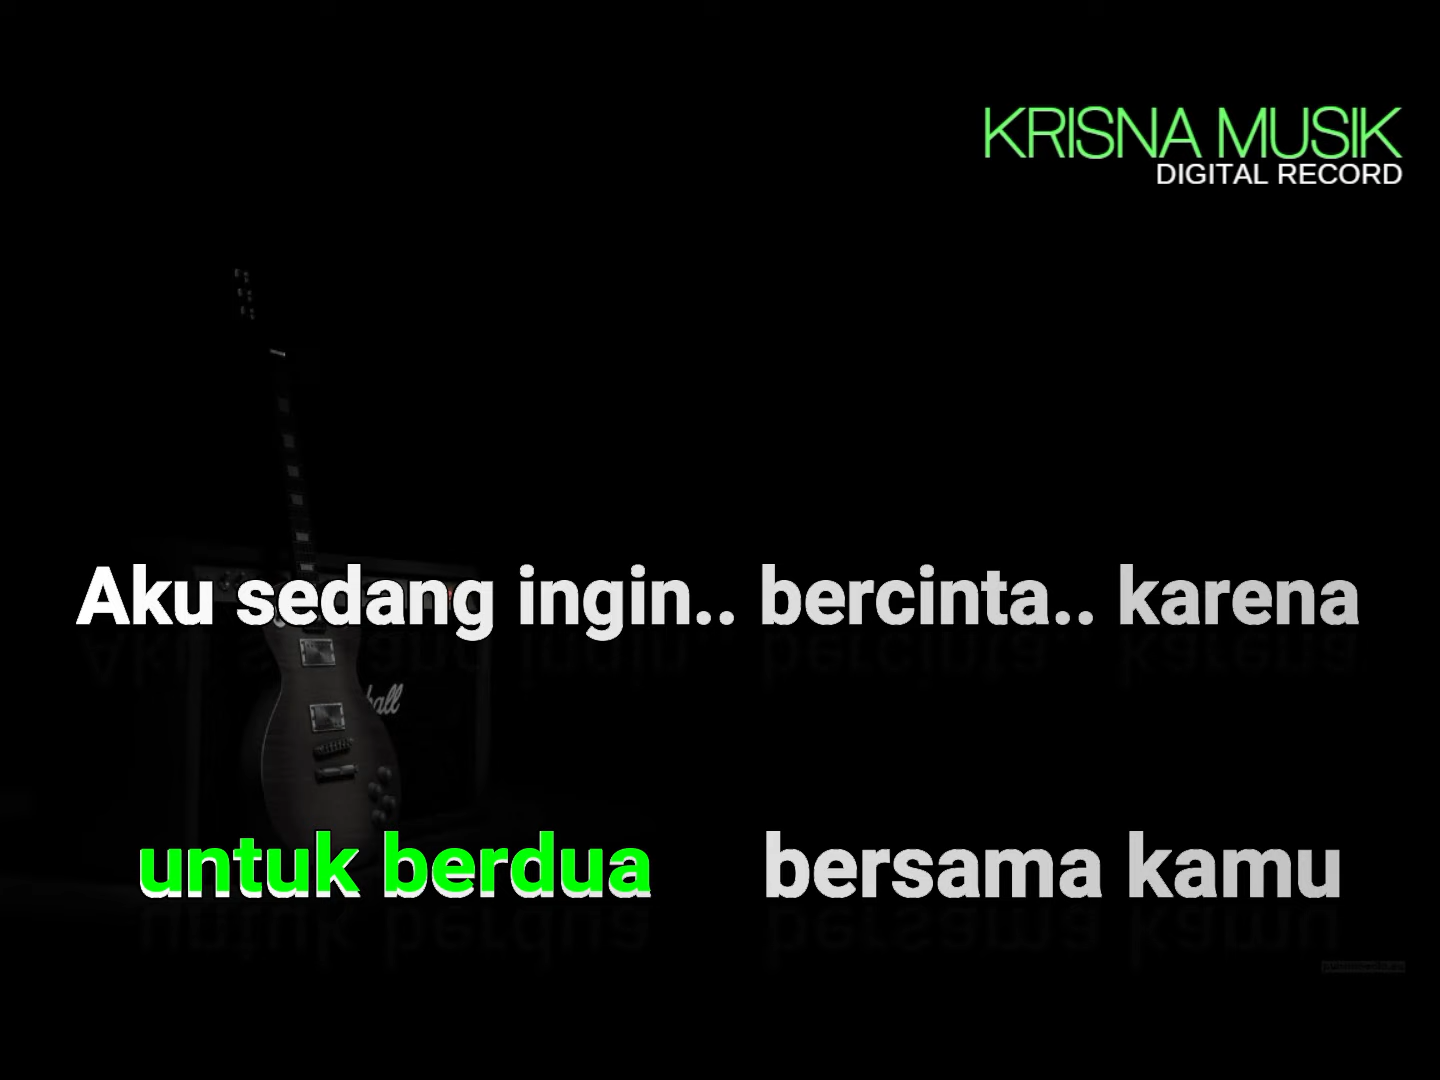 KRISNA MUSIK
DIGITAL RECORD
Aku sedang ingin.. bercinta.. karena
untuk berdua bersama kamu